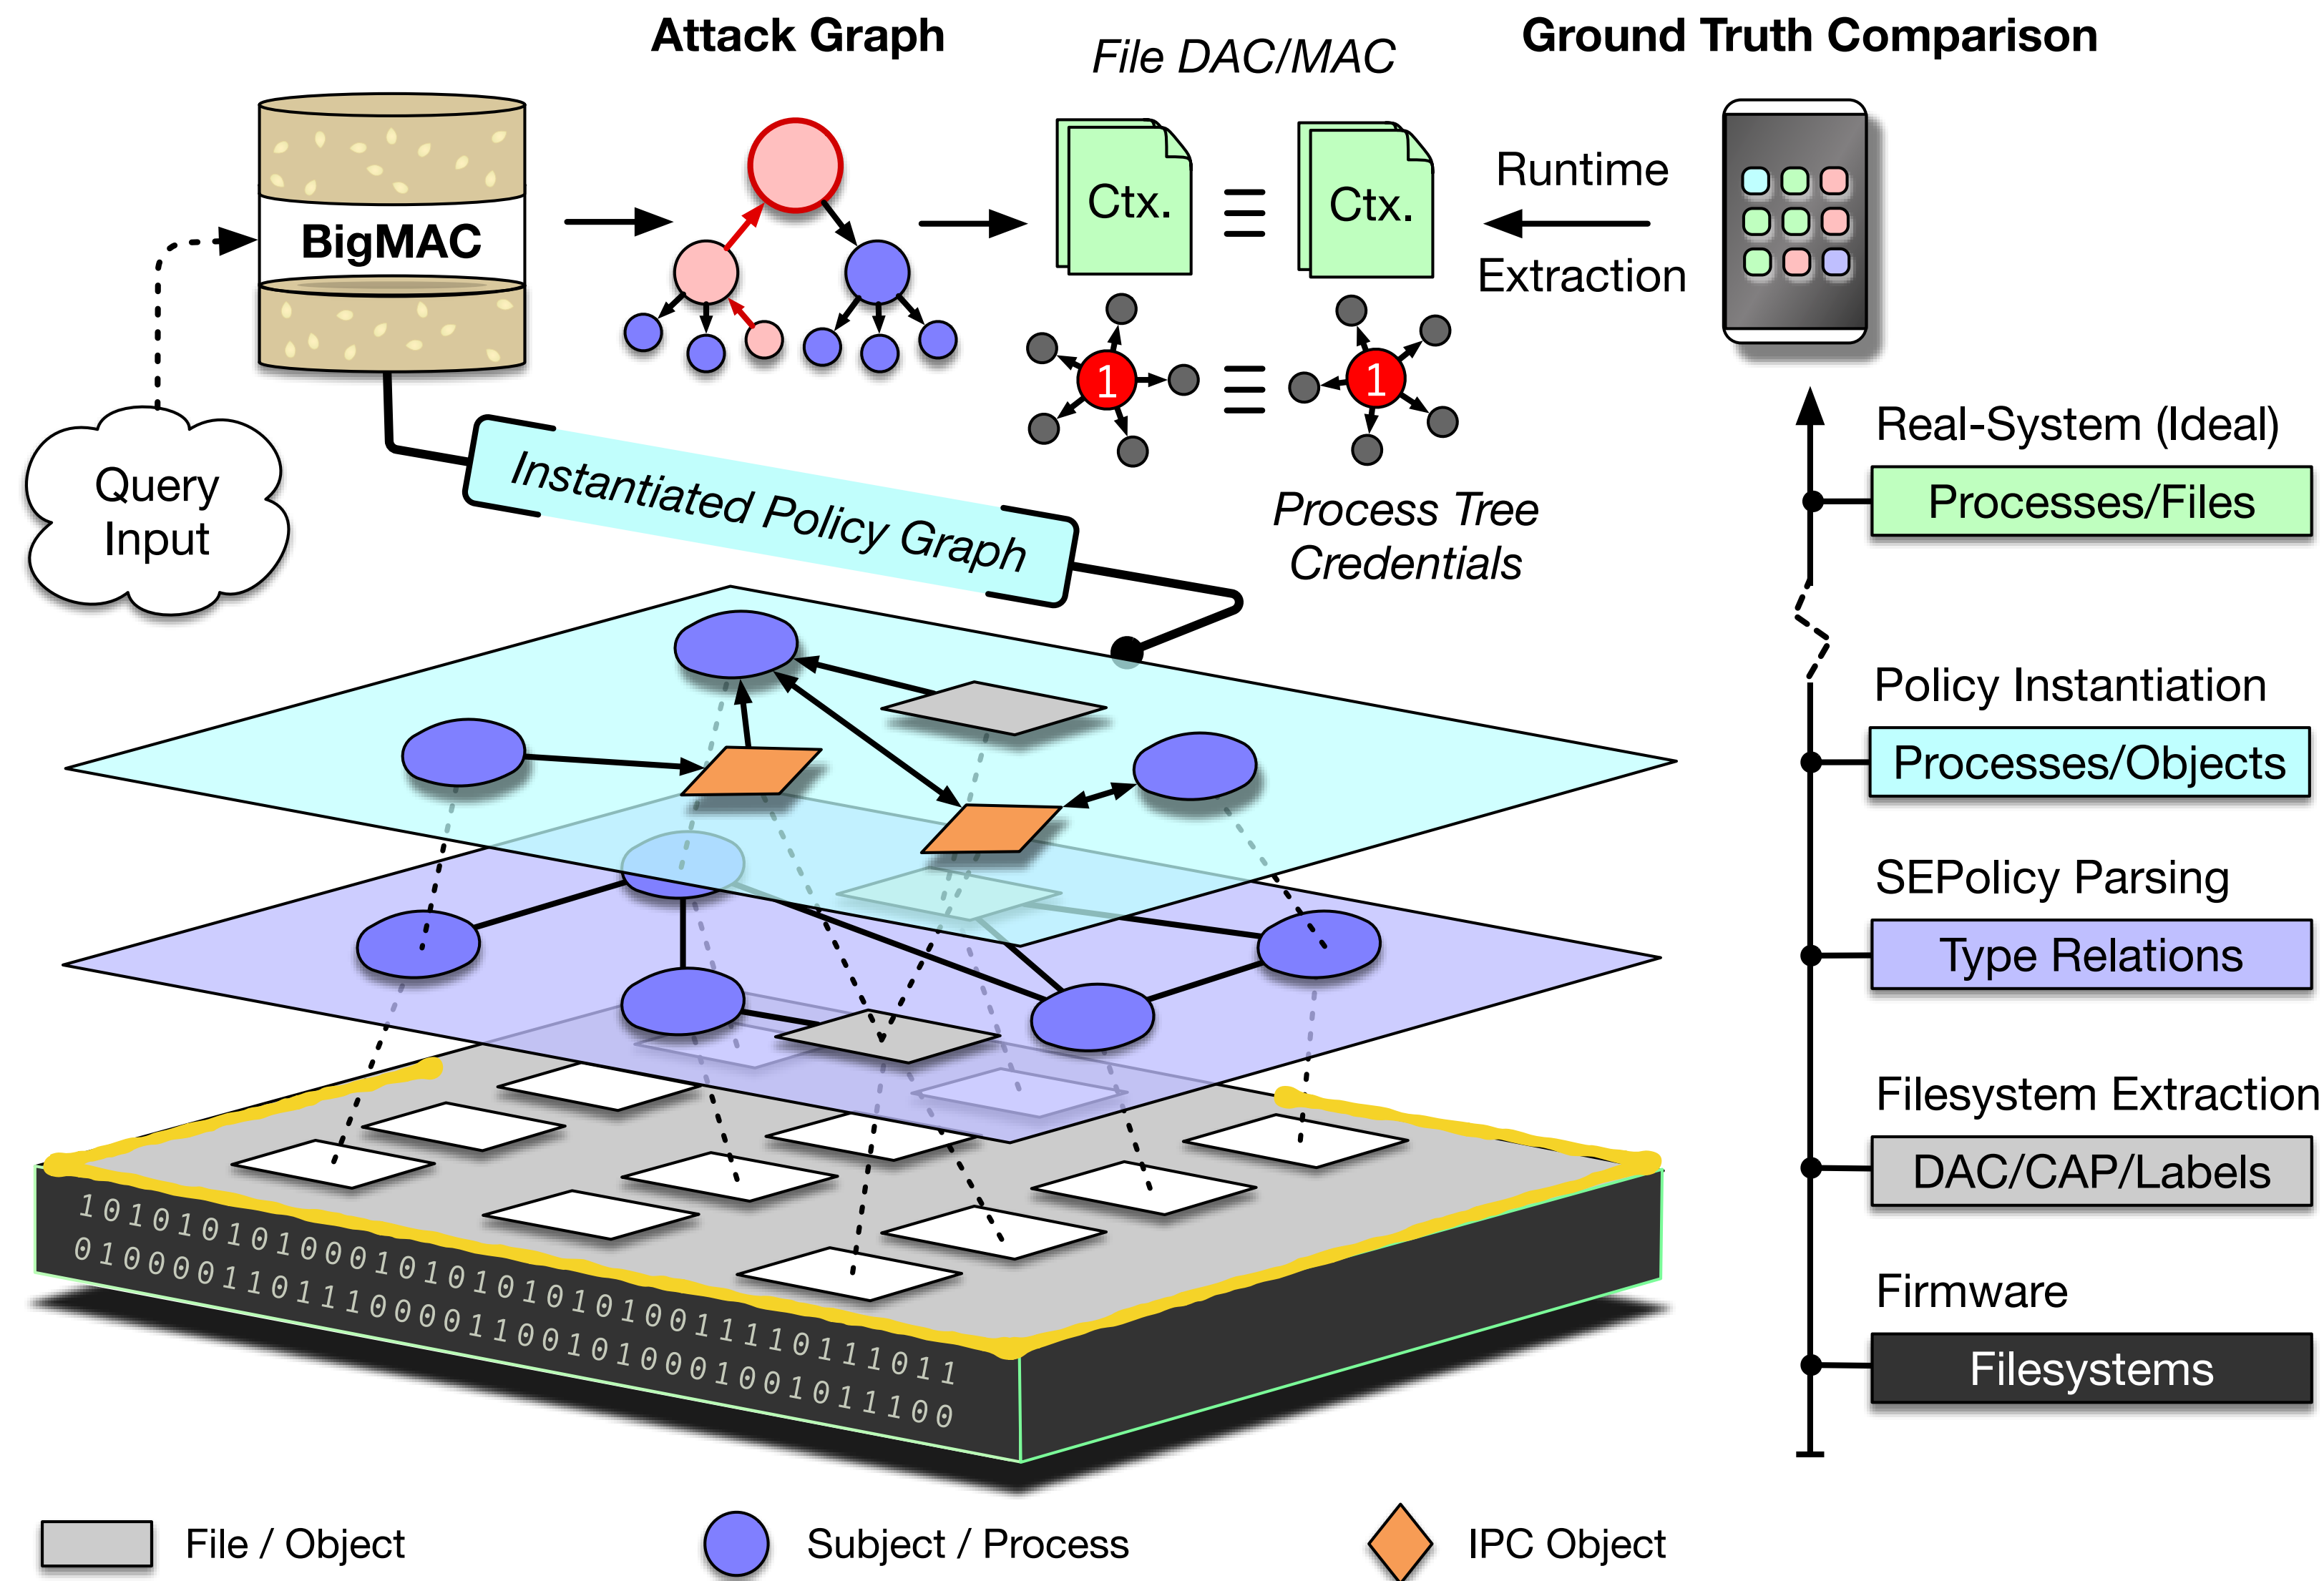 Attack Graph
File DAC/MAC
Ground Truth Comparison
BigMAC
Ctx.
Ctx.
Runtime
Extraction
1
1
Query
Input
Instantiated Policy Graph
Process Tree
Credentials
Real-System (Ideal)
Processes/Files
Policy Instantiation
Processes/Objects
SEPolicy Parsing
Type Relations
Filesystem Extraction
DAC/CAP/Labels
Firmware
Filesystems
101010101000101010101010011110111011
010000110111000011001010001001011100
File / Object
Subject / Process
IPC Object